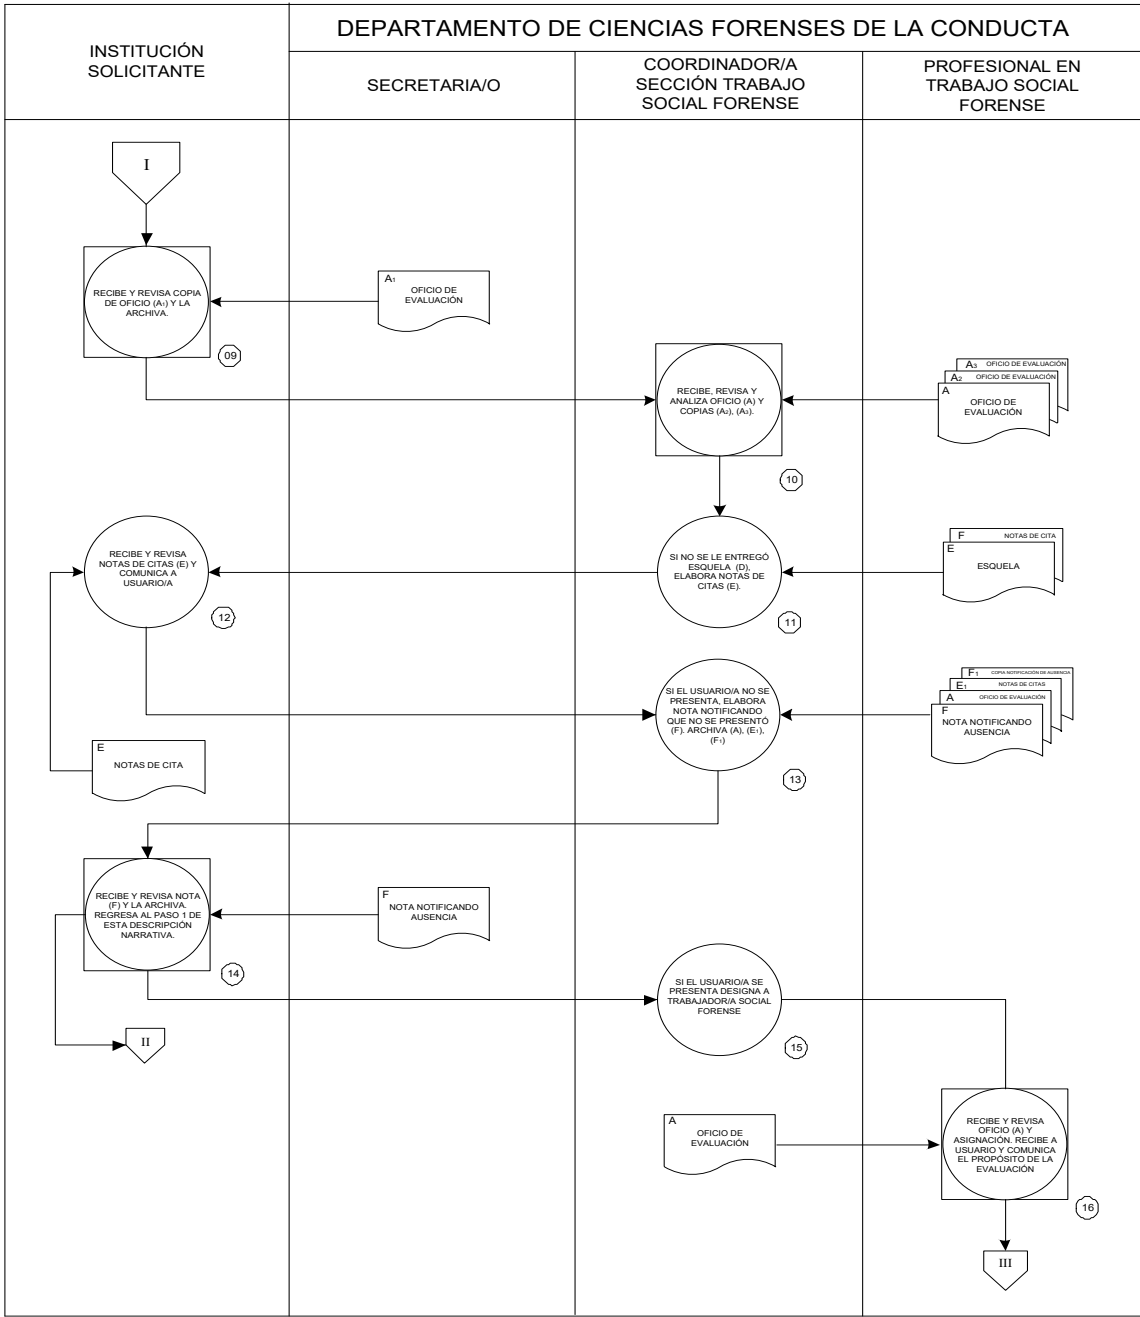 INSTITUCIÓN
SOLICITANTE
DEPARTAMENTO DE CIENCIAS FORENSES DE LA CONDUCTA
SECRETARIA/O
COORDINADOR/A
SECCIÓN TRABAJO
SOCIAL FORENSE
PROFESIONAL EN
TRABAJO SOCIAL
FORENSE
I
RECIBE Y REVISA COPIA
DE OFICIO (A1) Y LA
ARCHIVA.
09
A1
OFICIO DE
EVALUACIÓN
RECIBE, REVISA Y
ANALIZA OFICIO (A) Y
COPIAS (A2), (A3).
10
A3 OFICIO DE EVALUACIÓN
A2 OFICIO DE EVALUACIÓN
A
OFICIO DE
EVALUACIÓN
RECIBE Y REVISA
NOTAS DE CITAS (E) Y
COMUNICA A
USUARIO/A
12
SI NO SE LE ENTREGÓ
ESQUELA (D),
ELABORA NOTAS DE
CITAS (E).
11
F NOTAS DE CITA
E
ESQUELA
SI EL USUARIO/A NO SE
PRESENTA, ELABORA
NOTA NOTIFICANDO
QUE NO SE PRESENTÓ
(F). ARCHIVA (A), (E1),
(F1)
13
F1 COPIA NOTIFICACIÓN DE AUSENCIA
E1 NOTAS DE CITAS
A OFICIO DE EVALUACIÓN
F
NOTA NOTIFICANDO
AUSENCIA
E
NOTAS DE CITA
RECIBE Y REVISA NOTA
(F) Y LA ARCHIVA.
REGRESA AL PASO 1 DE
ESTA DESCRIPCIÓN
NARRATIVA.
14
F
NOTA NOTIFICANDO
AUSENCIA
II
SI EL USUARIO/A SE
PRESENTA DESIGNA A
TRABAJADOR/A SOCIAL
FORENSE
15
A
OFICIO DE
EVALUACIÓN
RECIBE Y REVISA
OFICIO (A) Y
ASIGNACIÓN. RECIBE A
USUARIO Y COMUNICA
EL PROPÓSITO DE LA
EVALUACIÓN
16
III